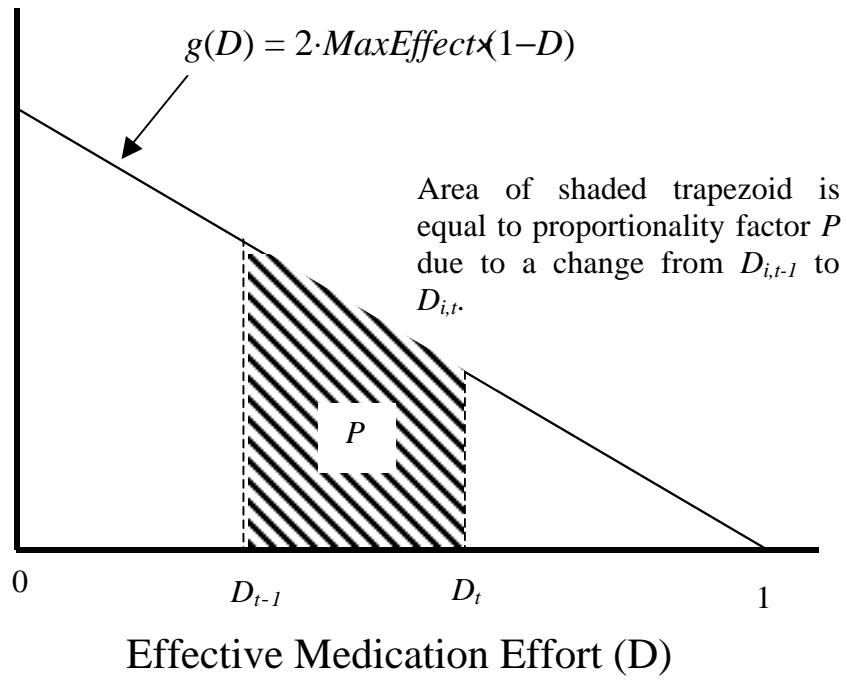 g(D) = 2·MaxEffect×(1−D)
Area of shaded trapezoid is
equal to proportionality factor P
due to a change from D_{i,t-1} to
D_{i,t}.
P
0
D_{t-1}
D_t
1
Effective Medication Effort (D)